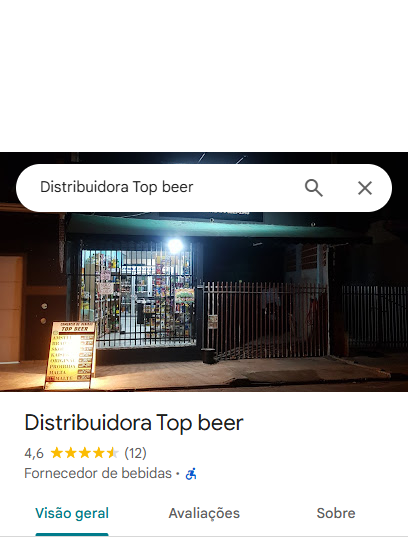 Distribuidora Top beer
TOP BEER
Distribuidora Top beer
4,6 (12)
Fornecedor de bebidas ·
Visão geral
Avaliações
Sobre